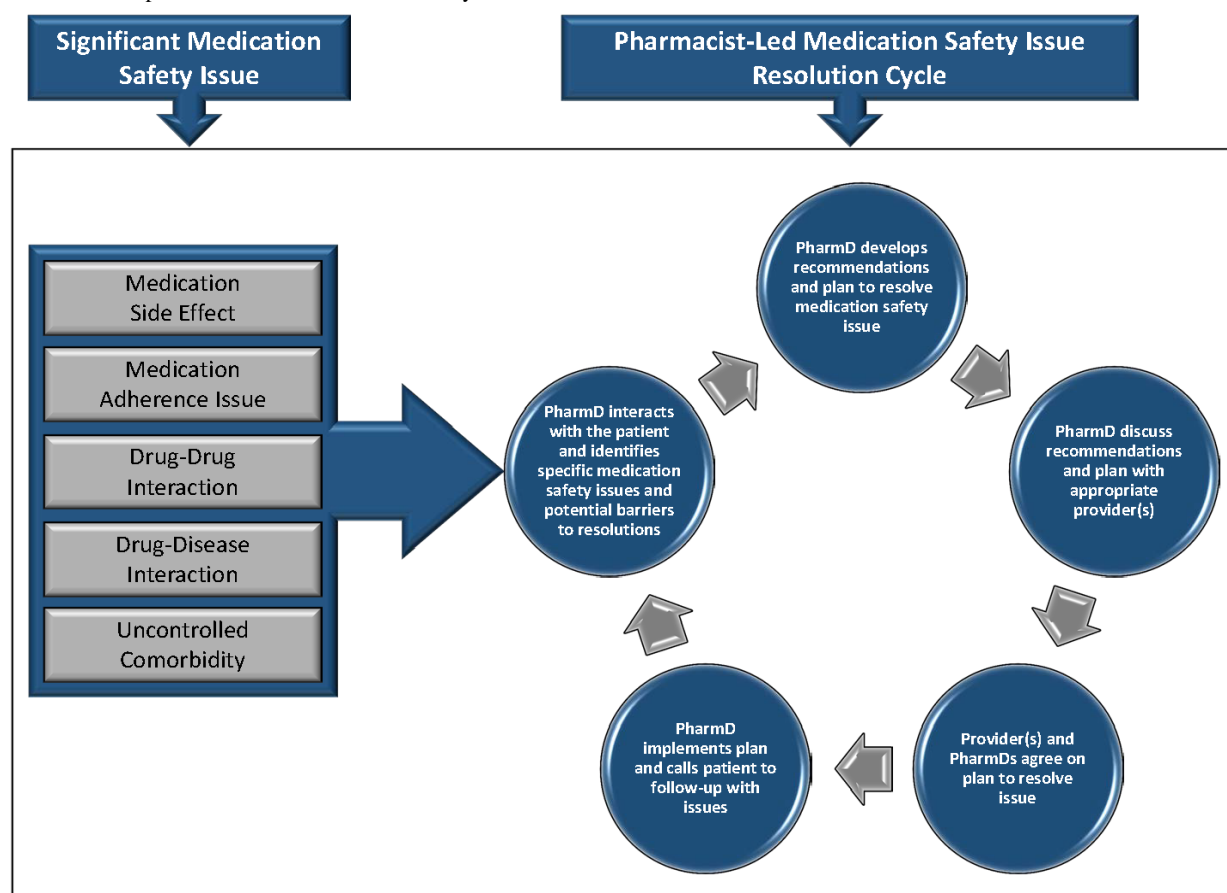 Significant Medication
Safety Issue
Pharmacist-Led Medication Safety Issue
Resolution Cycle
Medication
Side Effect
Medication
Adherence Issue
Drug-Drug
Interaction
Drug-Disease
Interaction
Uncontrolled
Comorbidity
PharmD interacts
with the patient
and identifies
specific medication
safety issues and
potential barriers
to resolutions
PharmD develops
recommendations
and plan to resolve
medication safety
issue
PharmD discuss
recommendations
and plan with
appropriate
provider(s)
Provider(s) and
PharmDs agree on
plan to resolve
issue
PharmD
implements plan
and calls patient to
follow-up with
issues